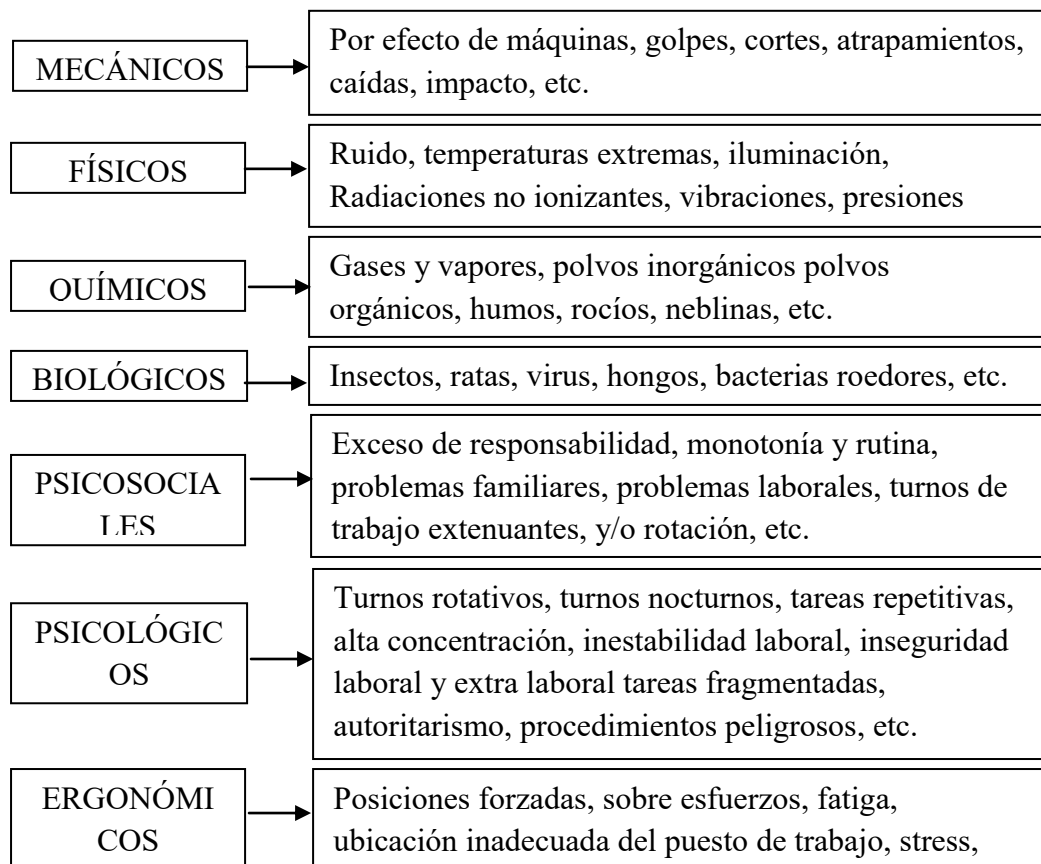 MECÁNICOS
Por efecto de máquinas, golpes, cortes, atrapamientos,
caídas, impacto, etc.
FÍSICOS
Ruido, temperaturas extremas, iluminación,
Radiaciones no ionizantes, vibraciones, presiones
QUÍMICOS
Gases y vapores, polvos inorgánicos polvos
orgánicos, humos, rocíos, neblinas, etc.
BIOLÓGICOS
Insectos, ratas, virus, hongos, bacterias roedores, etc.
PSICOSOCIA
LES
Exceso de responsabilidad, monotonía y rutina,
problemas familiares, problemas laborales, turnos de
trabajo extenuantes, y/o rotación, etc.
PSICOLÓGIC
OS
Turnos rotativos, turnos nocturnos, tareas repetitivas,
alta concentración, inestabilidad laboral, inseguridad
laboral y extra laboral tareas fragmentadas,
autoritarismo, procedimientos peligrosos, etc.
ERGONÓMI
COS
Posiciones forzadas, sobre esfuerzos, fatiga,
ubicación inadecuada del puesto de trabajo, stress,